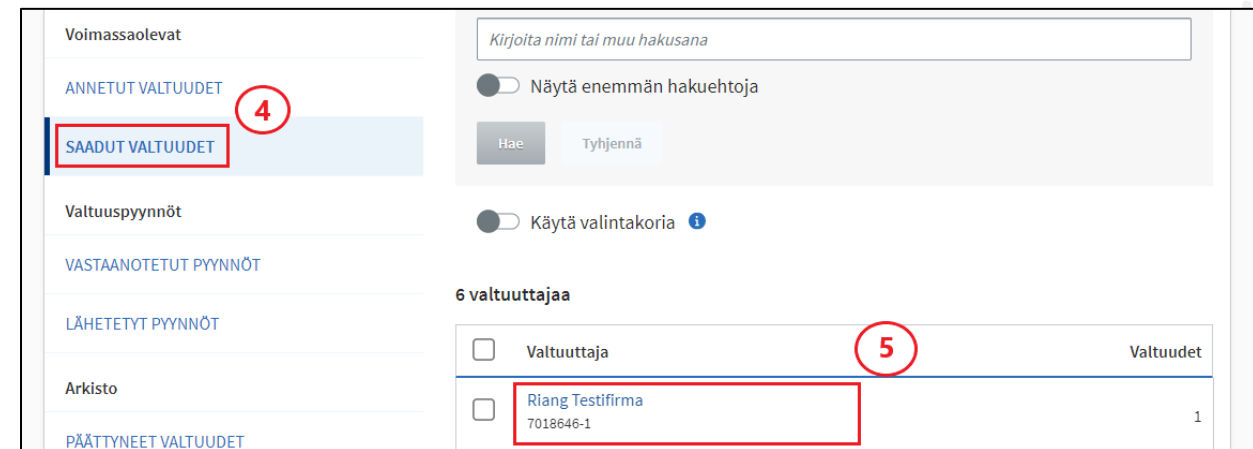 Voimassaolevat
ANNETUT VALTUUDET
4
SAADUT VALTUUDET
Valtuuspyynnöt
VASTAANOTETUT PYYNNÖT
LÄHETETYT PYYNNÖT
Arkisto
PÄÄTTYNEET VALTUUDET
Kirjoita nimi tai muu hakusana
Näytä enemmän hakuehtoja
Hae Tyhjennä
Käytä valintakoria i
6 valtuuttajaa
Valtuuttaja 5 Valtuudet
Riang Testifirma
7018646-1 1